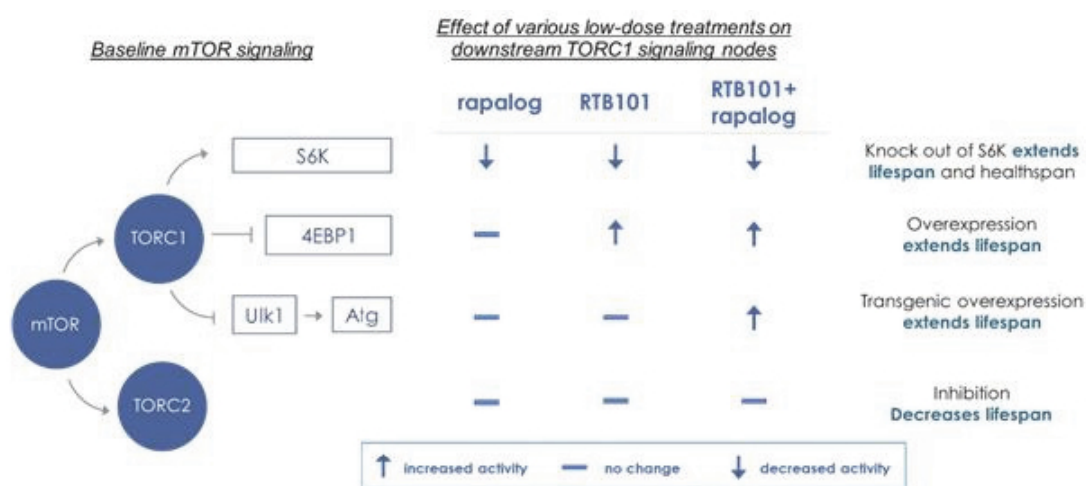 Baseline mTOR signaling
Effect of various low-dose treatments on
downstream TORC1 signaling nodes
rapalog
RTB101
RTB101+
rapalog
S6K
Knock out of S6K extends
lifespan and healthspan
TORC1
4EBP1
Overexpression
extends lifespan
mTOR
Ulk1
Atg
Transgenic overexpression
extends lifespan
TORC2
Inhibition
Decreases lifespan
increased activity
no change
decreased activity